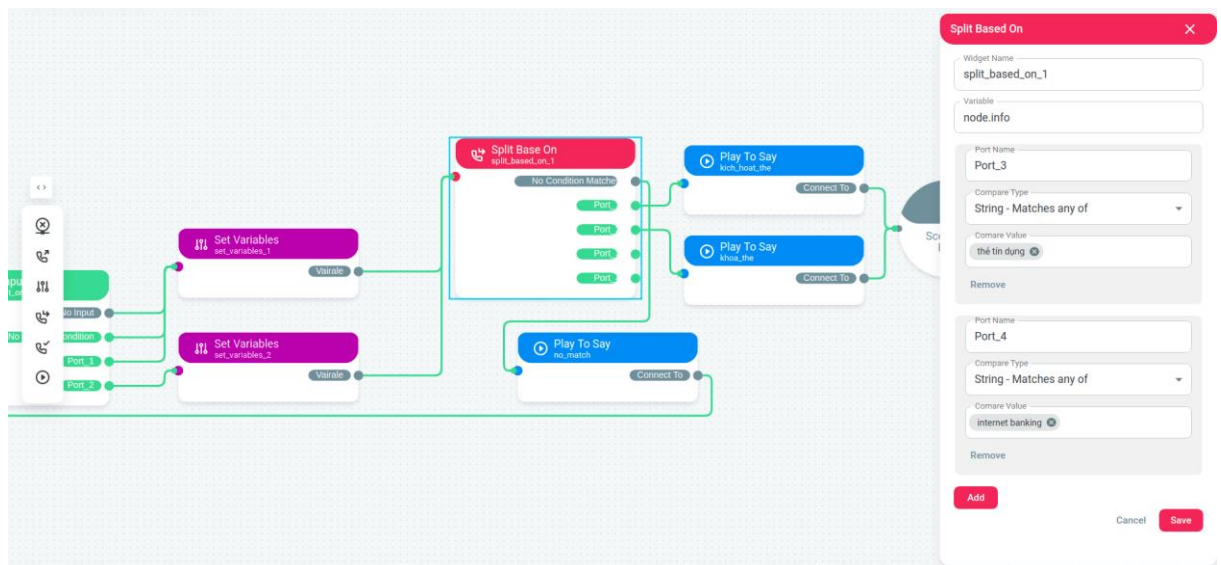 Split Based On
Widget Name
split_based_on_1
Variable
node.info
Port Name
Port_3
Compare Type
String - Matches any of
Comare Value
thẻ tín dụng
Remove
Port Name
Port_4
Compare Type
String - Matches any of
Comare Value
internet banking
Remove
Add
Cancel
Save
Split Base On
split_based_on_1
No Condition Matche
Port
Port
Port
Port
Play To Say
kich_hoat_the
Connect To
Play To Say
khoa_the
Connect To
Set Variables
set_variables_1
Vairale
Set Variables
set_variables_2
Vairale
Play To Say
no_match
Connect To
No Input
No
ondition
Port_1
Port_2